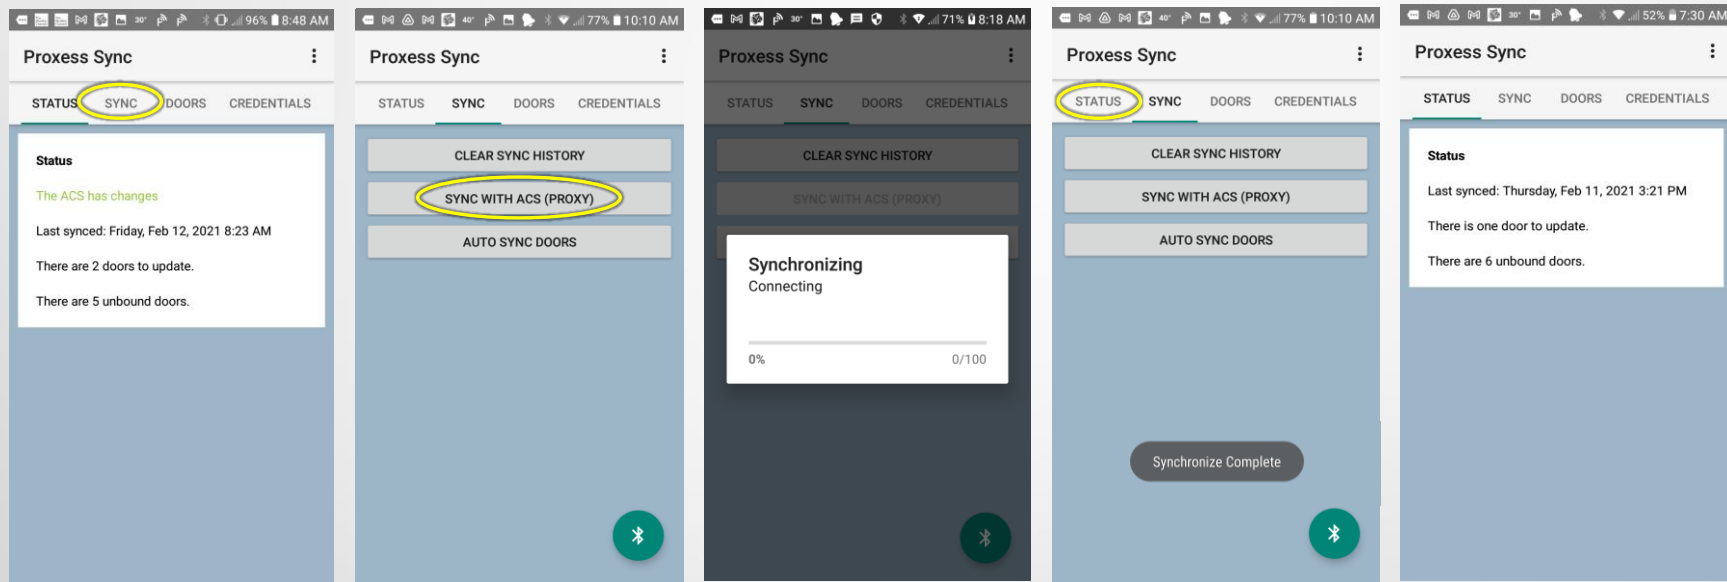 30° 96% 8:48 AM
Proxess Sync
STATUS SYNC DOORS CREDENTIALS
Status
The ACS has changes
Last synced: Friday, Feb 12, 2021 8:23 AM
There are 2 doors to update.
There are 5 unbound doors.
40° 77% 10:10 AM
Proxess Sync
STATUS SYNC DOORS CREDENTIALS
CLEAR SYNC HISTORY
SYNC WITH ACS (PROXY)
AUTO SYNC DOORS
30° 71% 8:18 AM
Proxess Sync
STATUS SYNC DOORS CREDENTIALS
CLEAR SYNC HISTORY
SYNC WITH ACS (PROXY)
Synchronizing
Connecting
0% 0/100
40° 77% 10:10 AM
Proxess Sync
STATUS SYNC DOORS CREDENTIALS
CLEAR SYNC HISTORY
SYNC WITH ACS (PROXY)
AUTO SYNC DOORS
Synchronize Complete
30° 52% 7:30 AM
Proxess Sync
STATUS SYNC DOORS CREDENTIALS
Status
Last synced: Thursday, Feb 11, 2021 3:21 PM
There is one door to update.
There are 6 unbound doors.